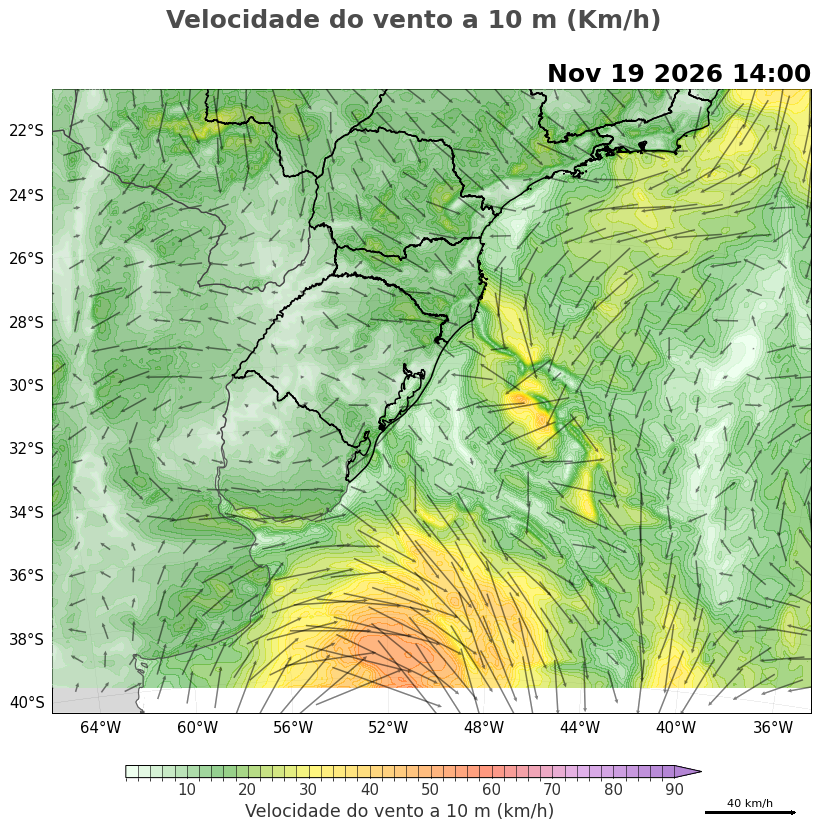 Velocidade do vento a 10 m (Km/h)
Nov 19 2026 14:00
22°S
24°S
26°S
28°S
30°S
32°S
34°S
36°S
38°S
40°S
64°W 60°W 56°W 52°W 48°W 44°W 40°W 36°W
10 20 30 40 50 60 70 80 90
Velocidade do vento a 10 m (km/h)
40 km/h